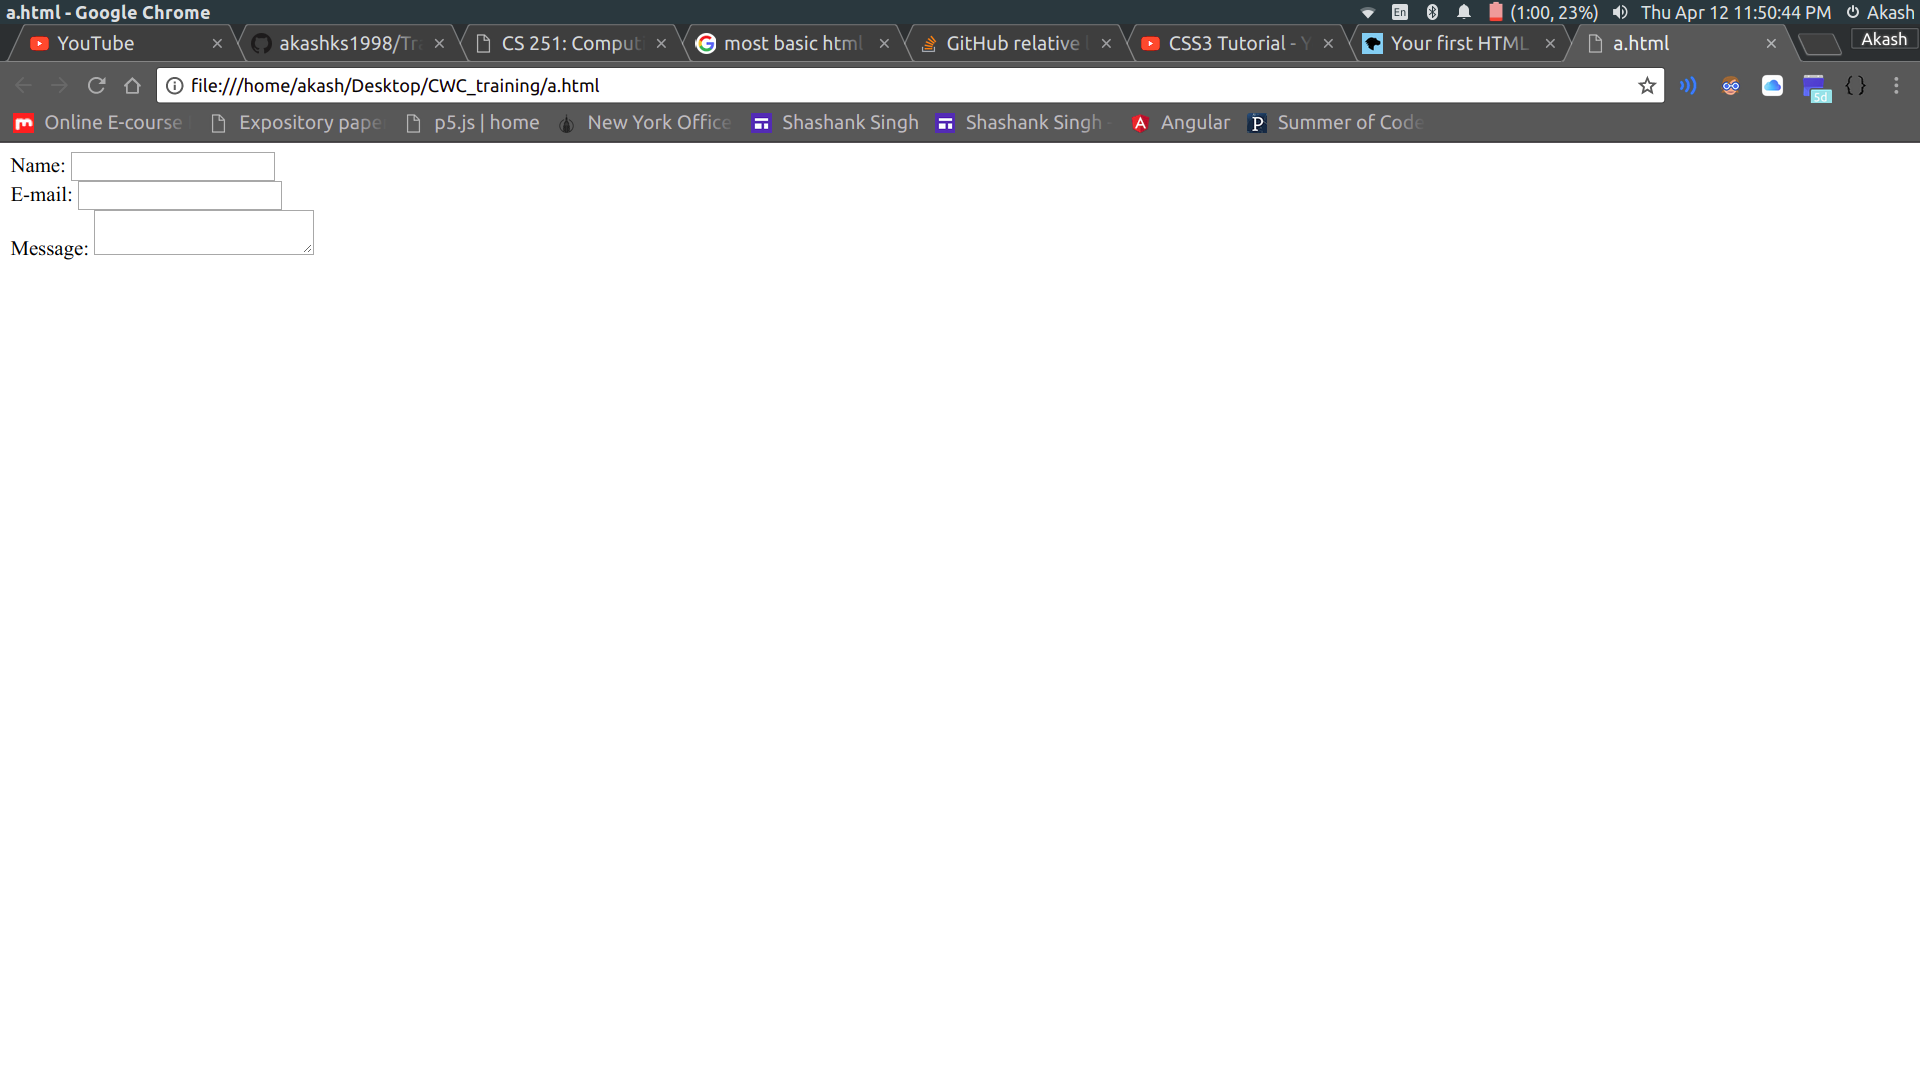 a.html - Google Chrome
En (1:00, 23%) Thu Apr 12 11:50:44 PM Akash
YouTube akashks1998/Tra CS 251: Comput most basic html GitHub relative CSS3 Tutorial - Y Your first HTML a.html Akash
file:///home/akash/Desktop/CWC_training/a.html 5d { }
Online E-course Expository pape p5.js | home New York Office Shashank Singh Shashank Singh - Angular Summer of Code
Name:
E-mail:
Message: